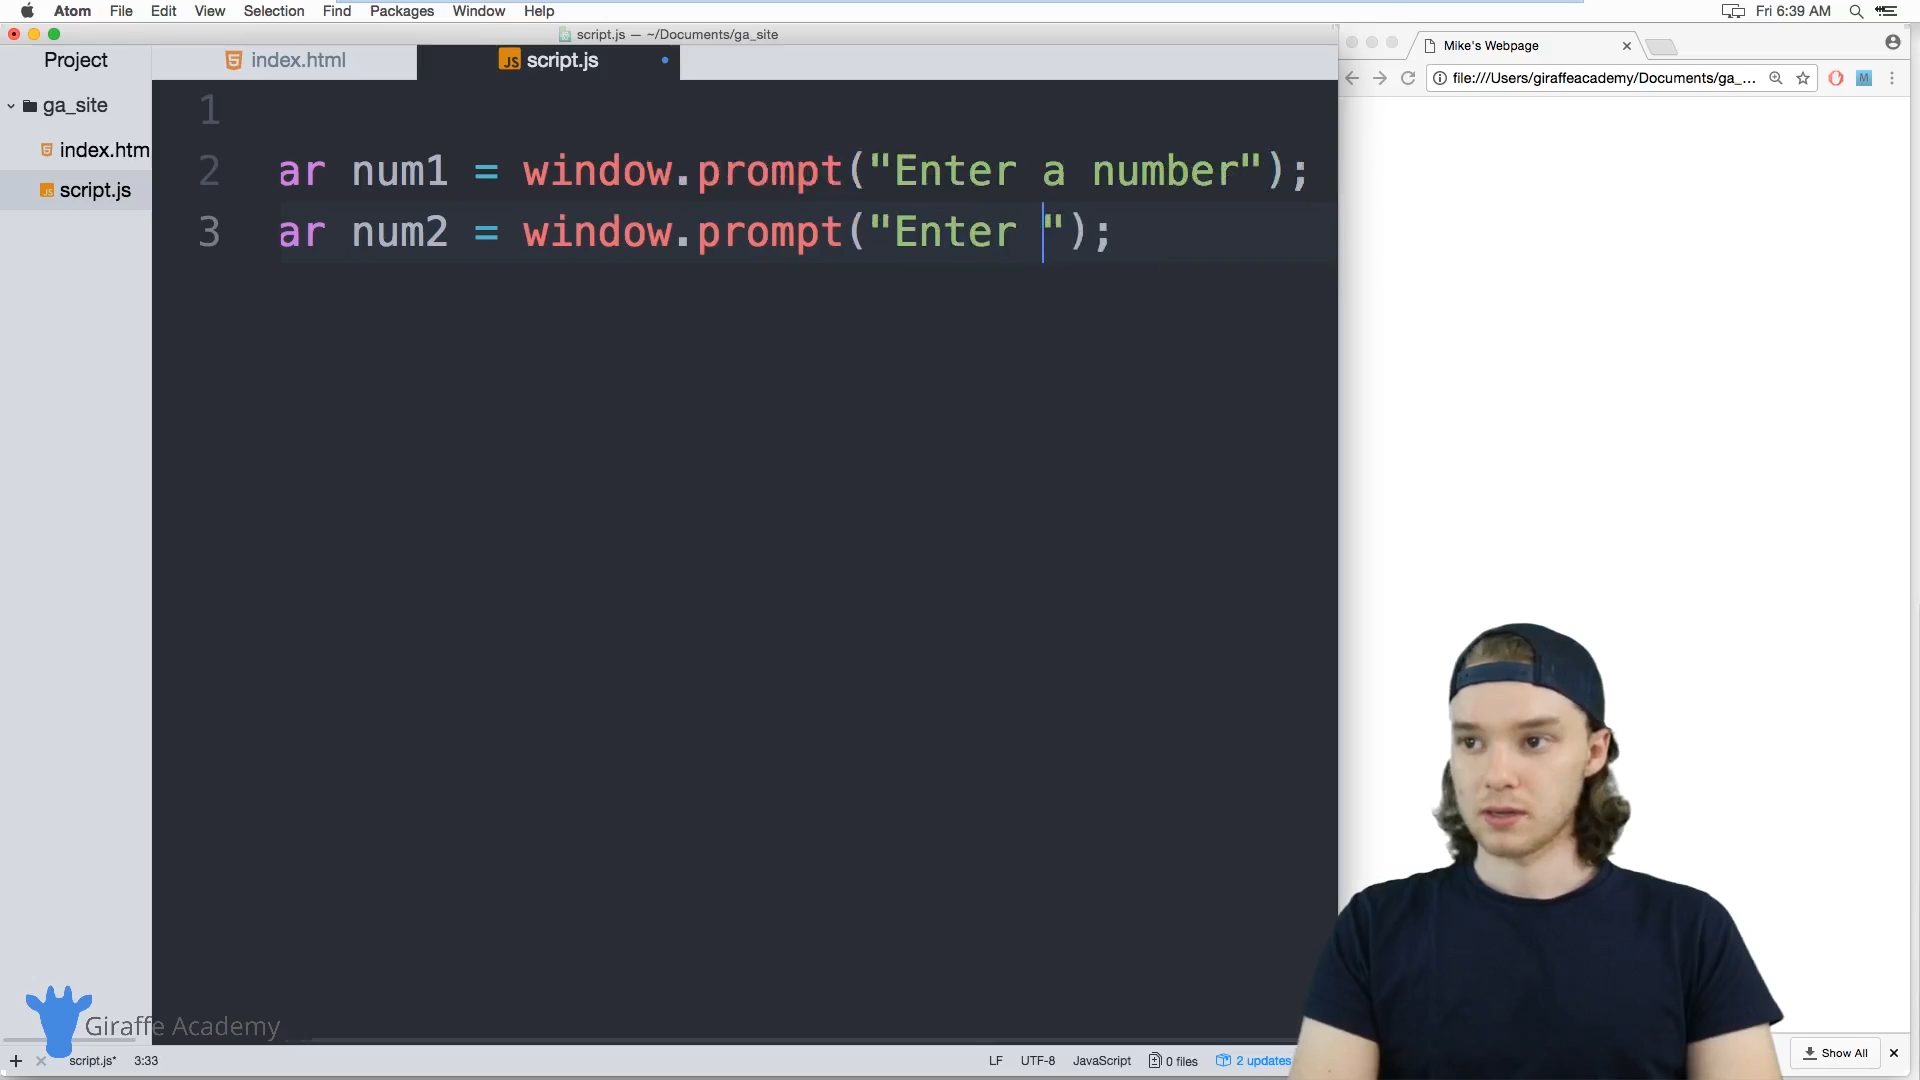 Atom File Edit View Selection Find Packages Window Help Fri 6:39 AM
script.js — ~/Documents/ga_site
Project
index.html
script.js
Mike's Webpage
file:///Users/giraffeacademy/Documents/ga_...
ga_site
index.htm
script.js
1
2 ar num1 = window.prompt("Enter a number");
3 ar num2 = window.prompt("Enter ");
Giraffe Academy
script.js* 3:33
LF UTF-8 JavaScript 0 files 2 updates
Show All